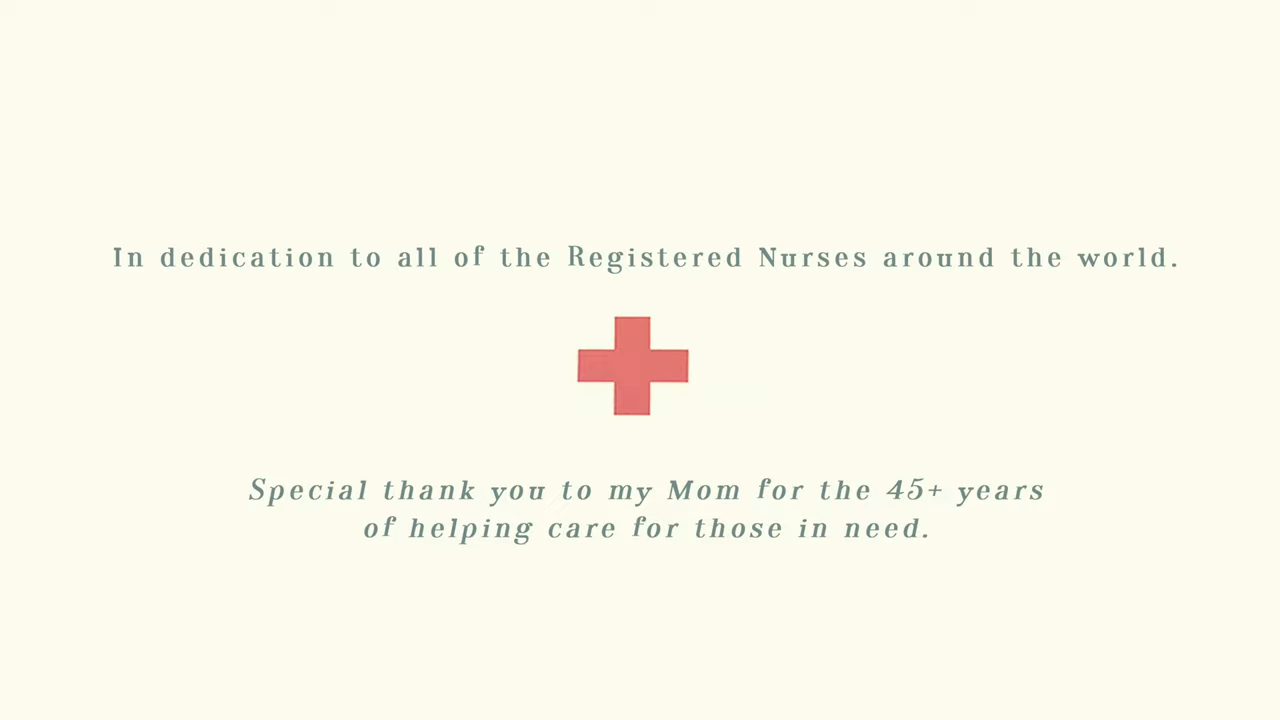 In dedication to all of the Registered Nurses around the world.
Special thank you to my Mom for the 45+ years
of helping care for those in need.